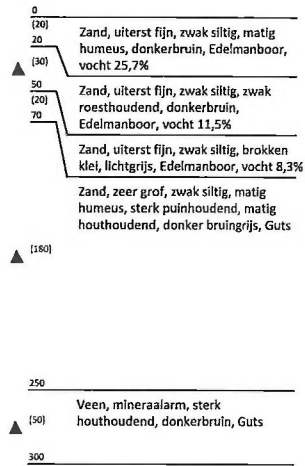 0
(20)
20
Zand, uiterst fijn, zwak siltig, matig
humeus, donkerbruin, Edelmanboor,
vocht 25,7%
(30)
50
Zand, uiterst fijn, zwak siltig, zwak
roesthoudend, donkerbruin,
Edelmanboor, vocht 11,5%
(20)
70
Zand, uiterst fijn, zwak siltig, brokken
klei, lichtgrijs, Edelmanboor, vocht 8,3%
Zand, zeer grof, zwak siltig, matig
humeus, sterk puinhoudend, matig
houthoudend, donker bruingrijs, Guts
(180)
250
Veen, mineraalarm, sterk
houthoudend, donkerbruin, Guts
(50)
300